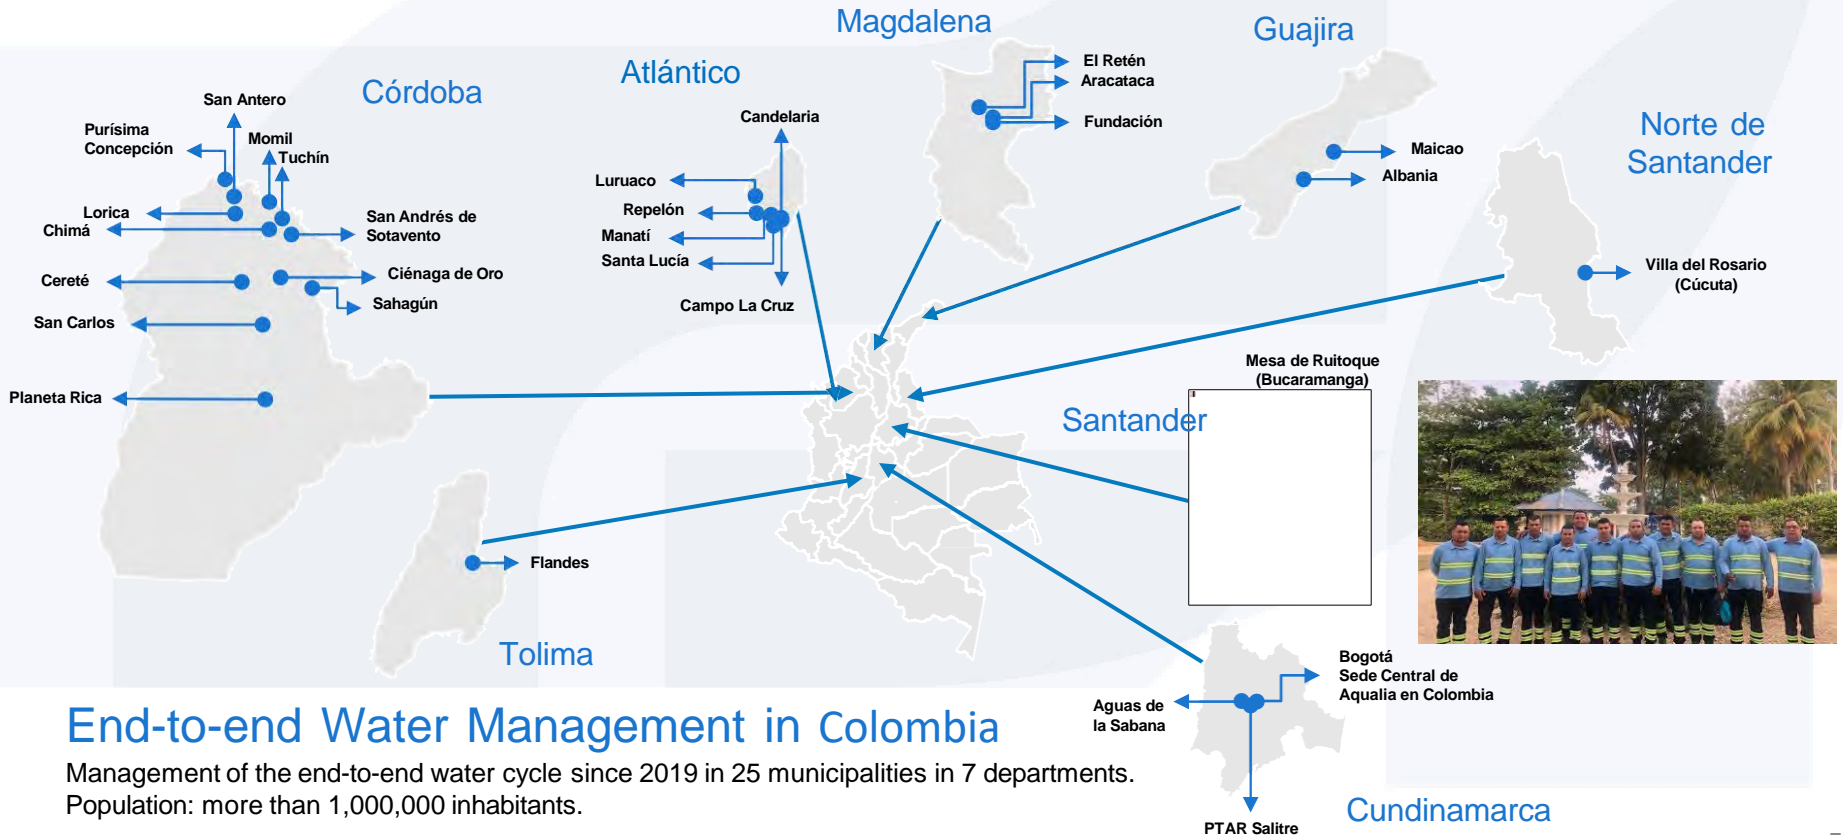 Magdalena
Guajira
Atlántico
Córdoba
Norte de
Santander
San Antero
Purísima
Concepción
Momil
Tuchín
Lorica
Chimá
San Andrés de
Sotavento
Cereté
Ciénaga de Oro
Sahagún
San Carlos
Planeta Rica
Candelaria
Luruaco
Repelón
Manatí
Santa Lucía
Campo La Cruz
El Retén
Aracataca
Fundación
Maicao
Albania
Villa del Rosario
(Cúcuta)
Mesa de Ruitoque
(Bucaramanga)
Santander
Flandes
Tolima
Bogotá
Sede Central de
Aqualia en Colombia
Aguas de
la Sabana
PTAR Salitre
Cundinamarca
End-to-end Water Management in Colombia
Management of the end-to-end water cycle since 2019 in 25 municipalities in 7 departments.
Population: more than 1,000,000 inhabitants.